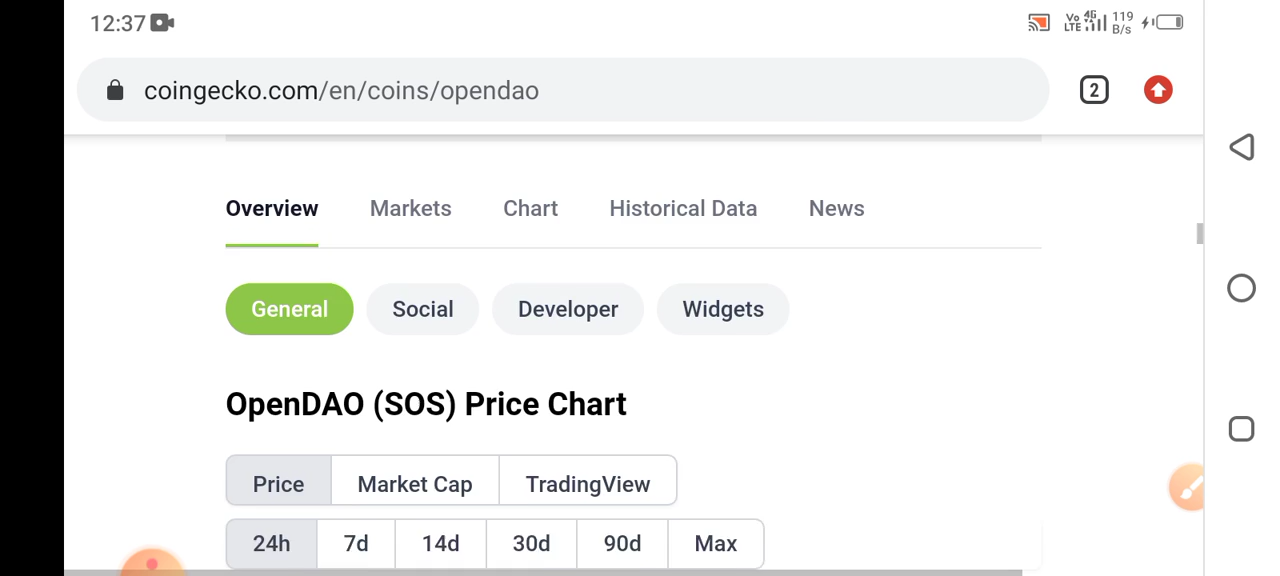 12:37
Vo LTE 4G 119 B/s
coingecko.com/en/coins/opendao
2
Overview Markets Chart Historical Data News
General Social Developer Widgets
OpenDAO (SOS) Price Chart
Price Market Cap TradingView
24h 7d 14d 30d 90d Max